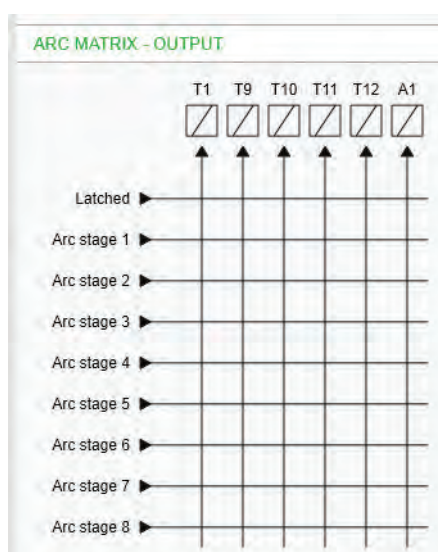 ARC MATRIX - OUTPUT
T1 T9 T10 T11 T12 A1
Latched
Arc stage 1
Arc stage 2
Arc stage 3
Arc stage 4
Arc stage 5
Arc stage 6
Arc stage 7
Arc stage 8